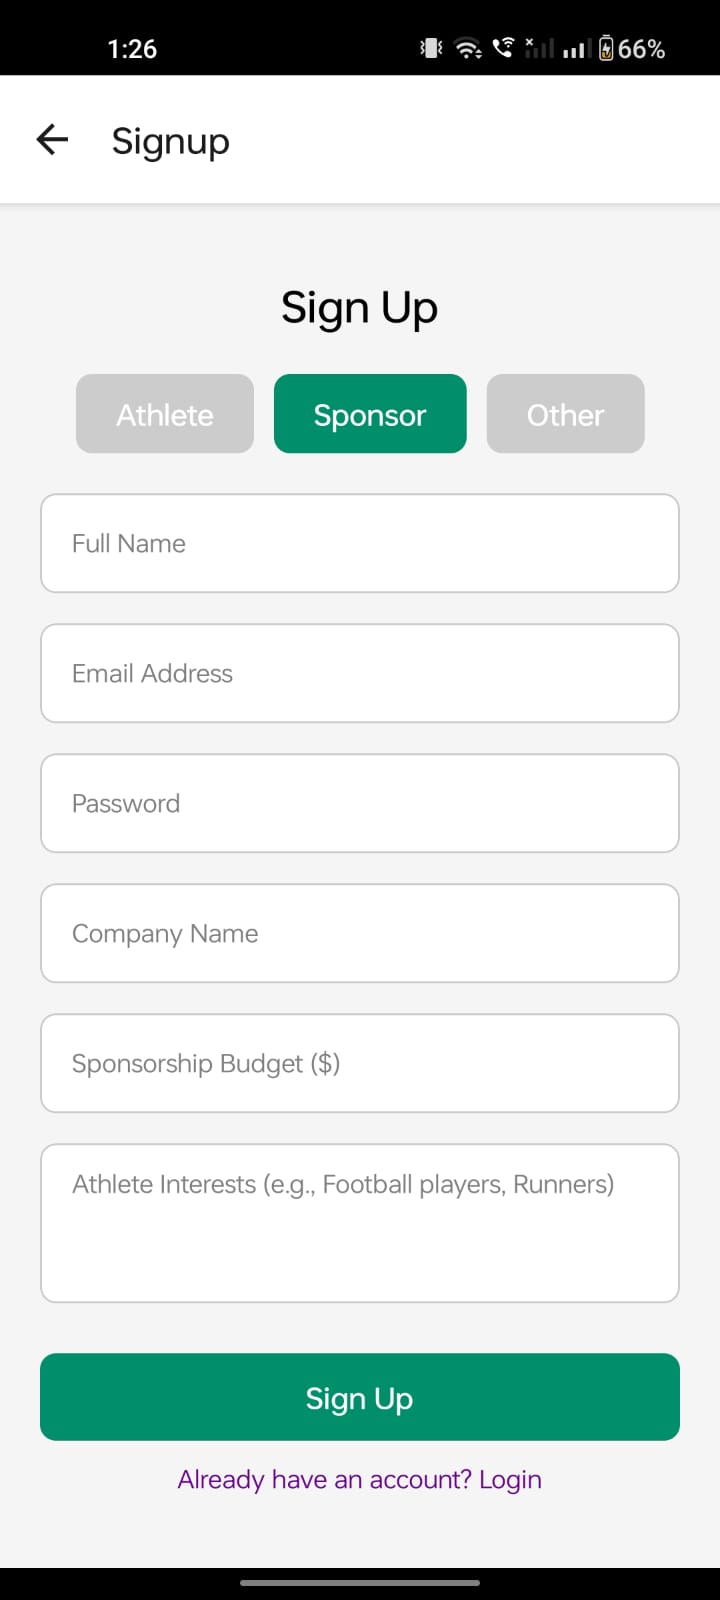 1:26 66%
Signup
Sign Up
Athlete Sponsor Other
Full Name
Email Address
Password
Company Name
Sponsorship Budget ($)
Athlete Interests (e.g., Football players, Runners)
Sign Up
Already have an account? Login